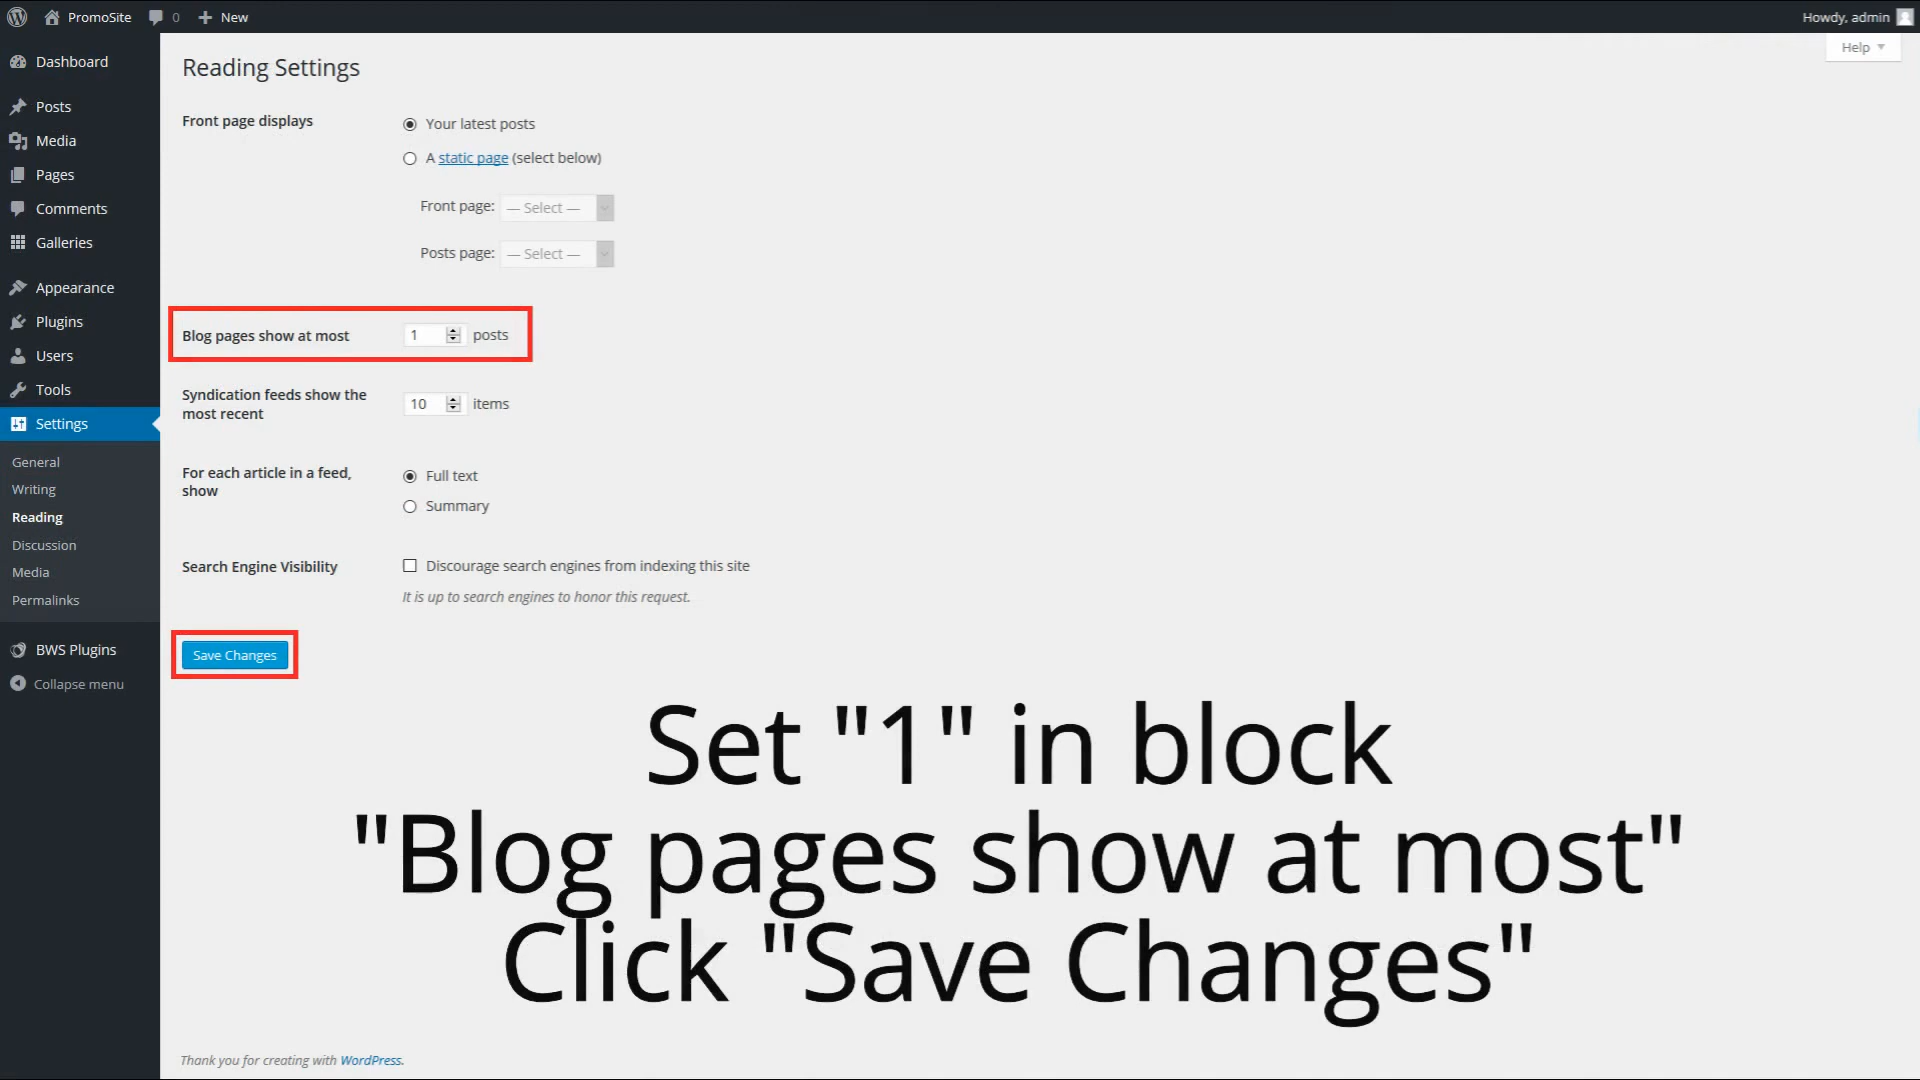 PromoSite 0 New Howdy, admin
Help
Dashboard
Posts
Media
Pages
Comments
Galleries
Appearance
Plugins
Users
Tools
Settings
General
Writing
Reading
Discussion
Media
Permalinks
BWS Plugins
Collapse menu
Reading Settings
Front page displays
Your latest posts
A static page (select below)
Front page: — Select —
Posts page: — Select —
Blog pages show at most 1 posts
Syndication feeds show the
most recent
10 items
For each article in a feed,
show
Full text
Summary
Search Engine Visibility
Discourage search engines from indexing this site
It is up to search engines to honor this request.
Save Changes
Set "1" in block
"Blog pages show at most"
Click "Save Changes"
Thank you for creating with WordPress.